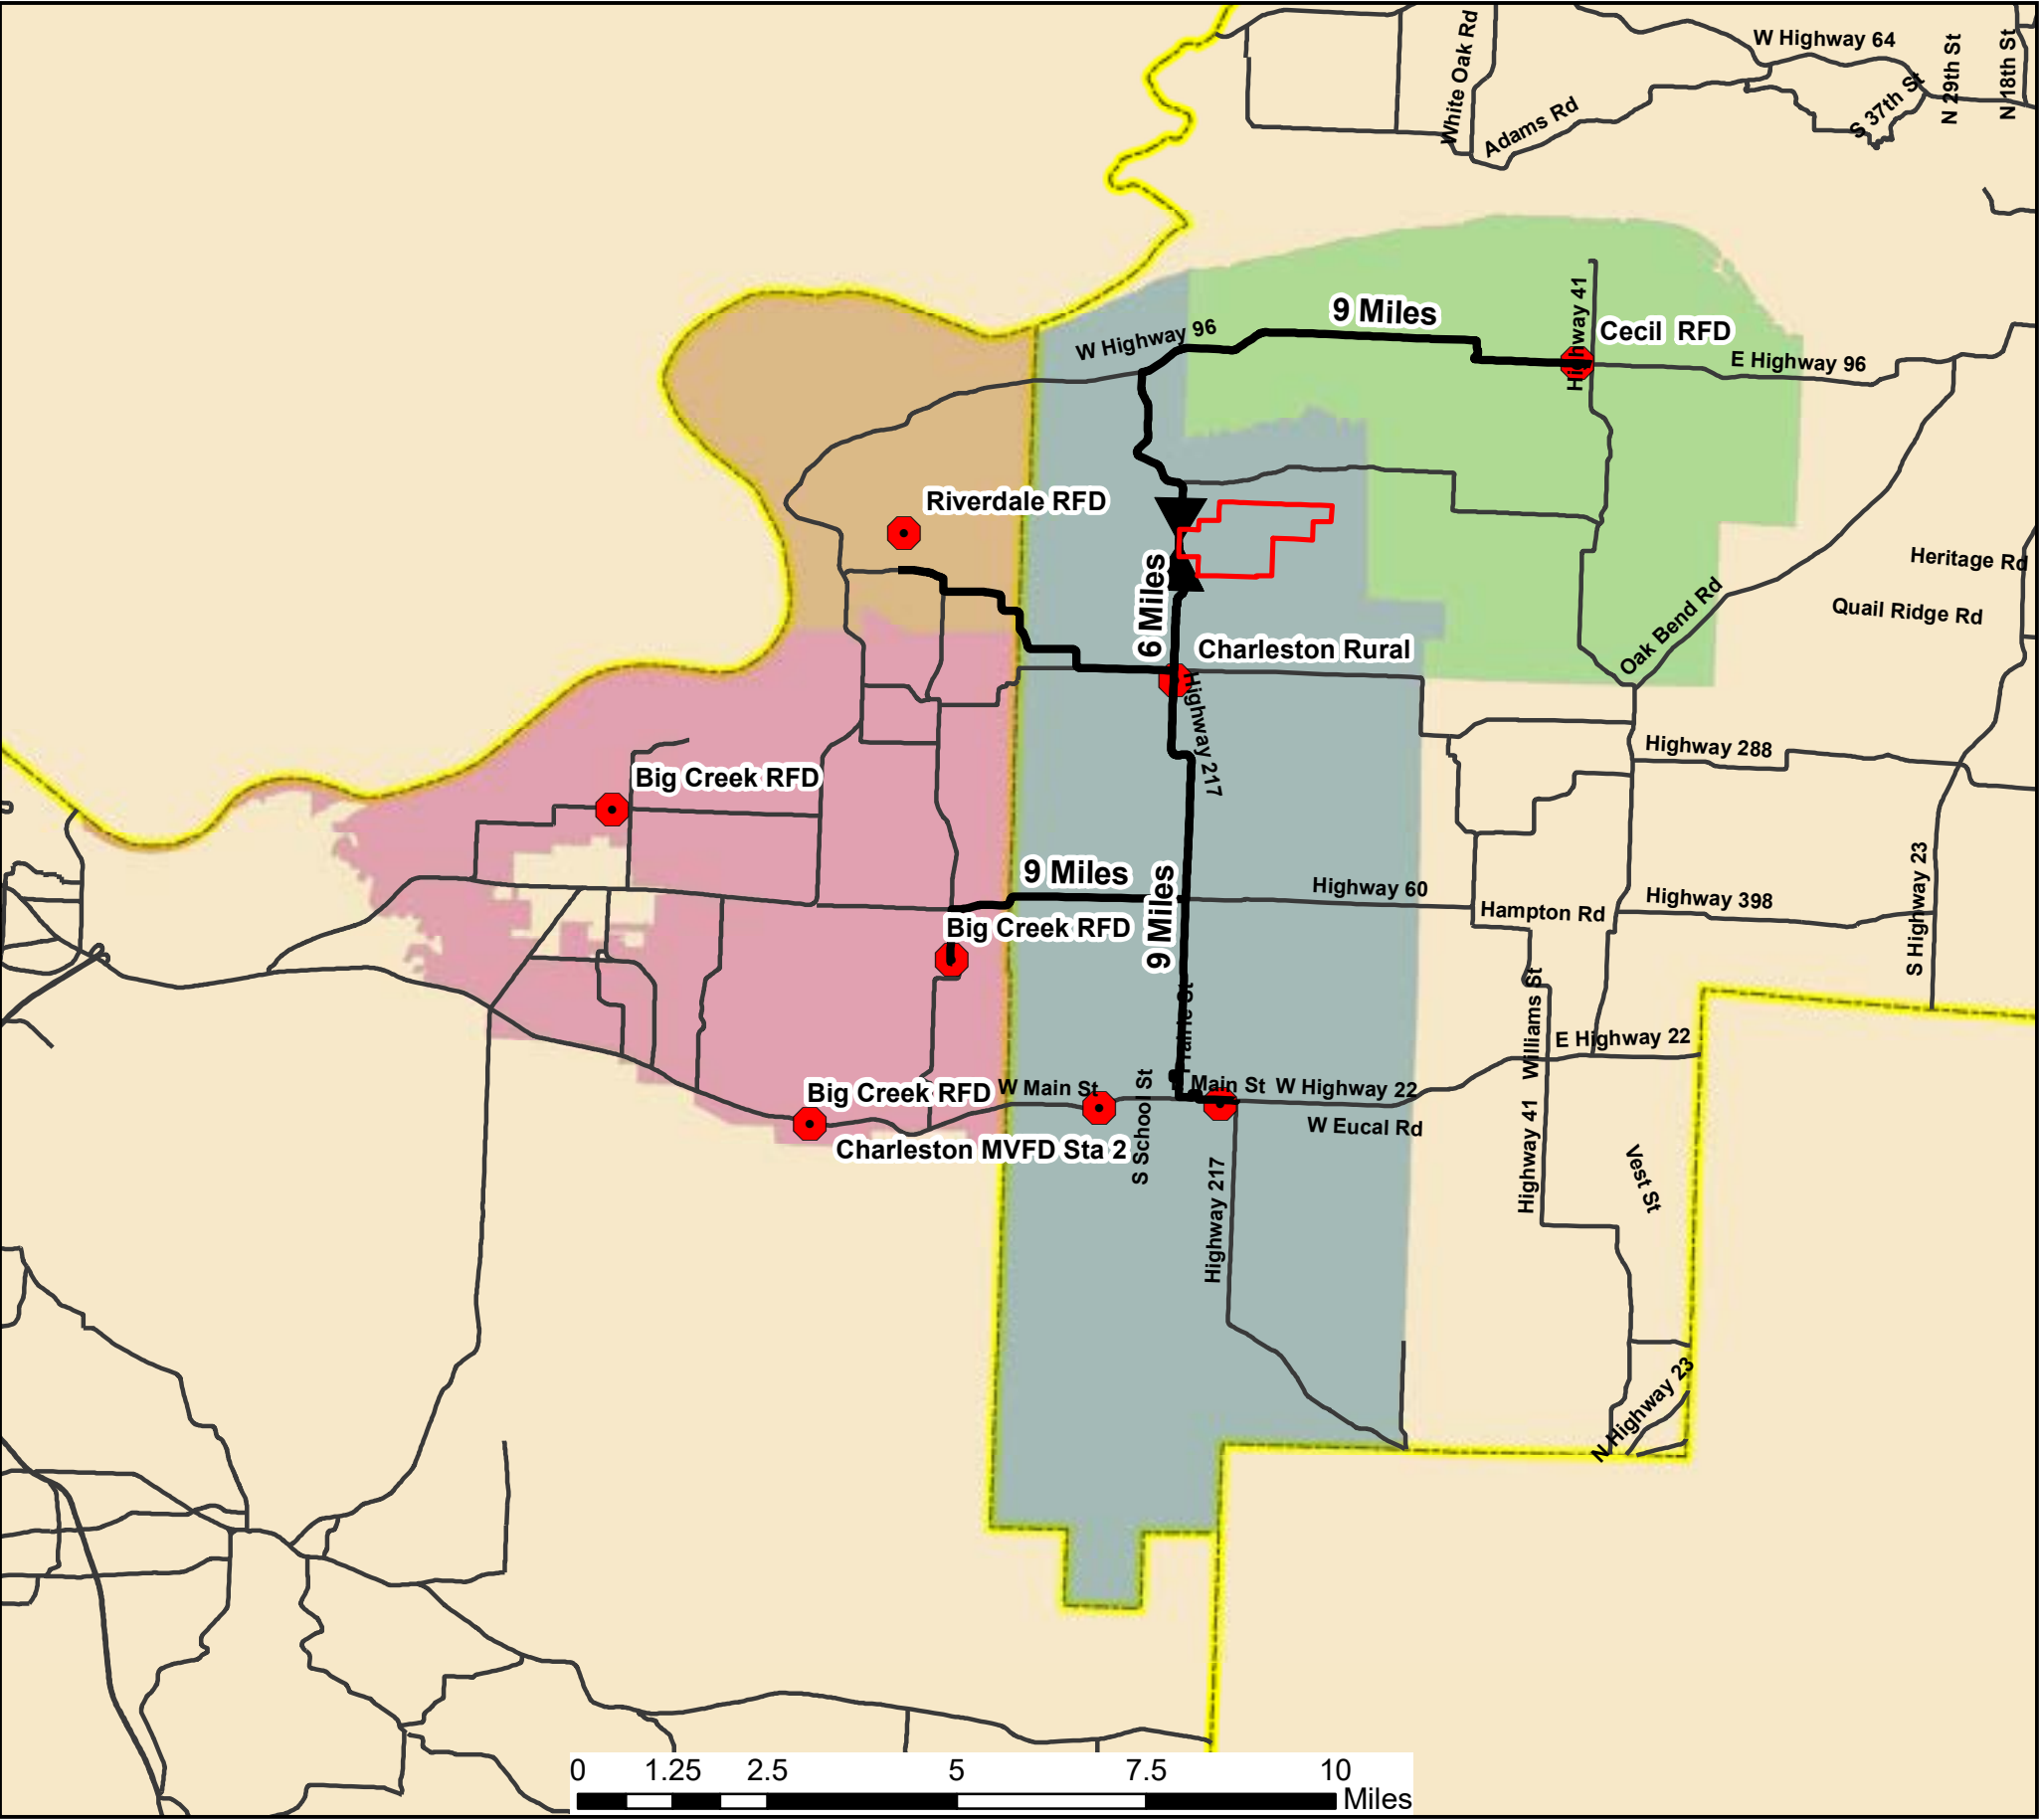 W Highway 64
White Oak Rd
Adams Rd
S 37th St
N 29th St
N 18th St
9 Miles
Highway 41
Cecil RFD
W Highway 96
E Highway 96
Riverdale RFD
Heritage Rd
6 Miles
Quail Ridge Rd
Oak Bend Rd
Charleston Rural
Highway 217
Highway 288
Big Creek RFD
9 Miles
9 Miles
Highway 60
Highway 398
Hampton Rd
S Highway 23
Big Creek RFD
Williams St
E Highway 22
Big Creek RFD
W Main St
Main St
W Highway 22
W Eucal Rd
Charleston MVFD Sta 2
S School St
Highway 41
Vest St
Highway 217
N Highway 23
0 1.25 2.5 5 7.5 10
Miles